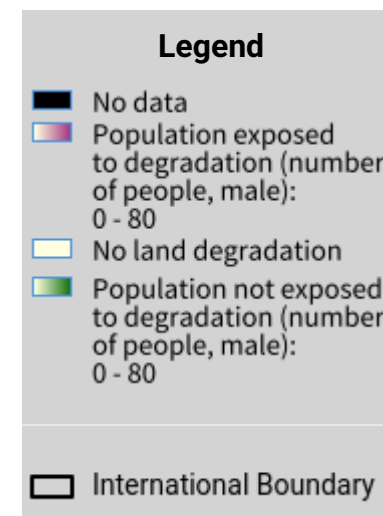 Legend
No data
Population exposed
to degradation (number
of people, male):
0 - 80
No land degradation
Population not exposed
to degradation (number
of people, male):
0 - 80
International Boundary